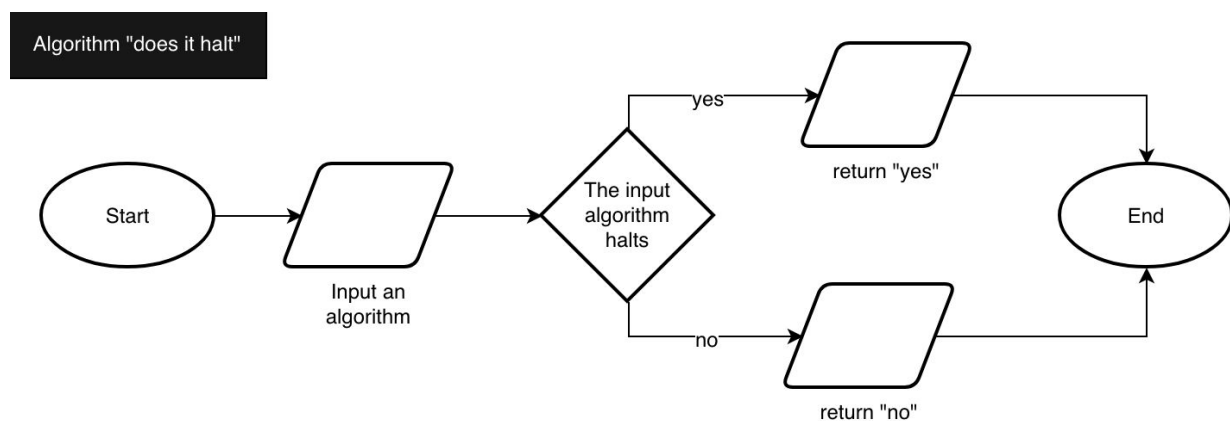 Algorithm "does it halt"
Start
Input an
algorithm
The input
algorithm
halts
yes
return "yes"
no
return "no"
End